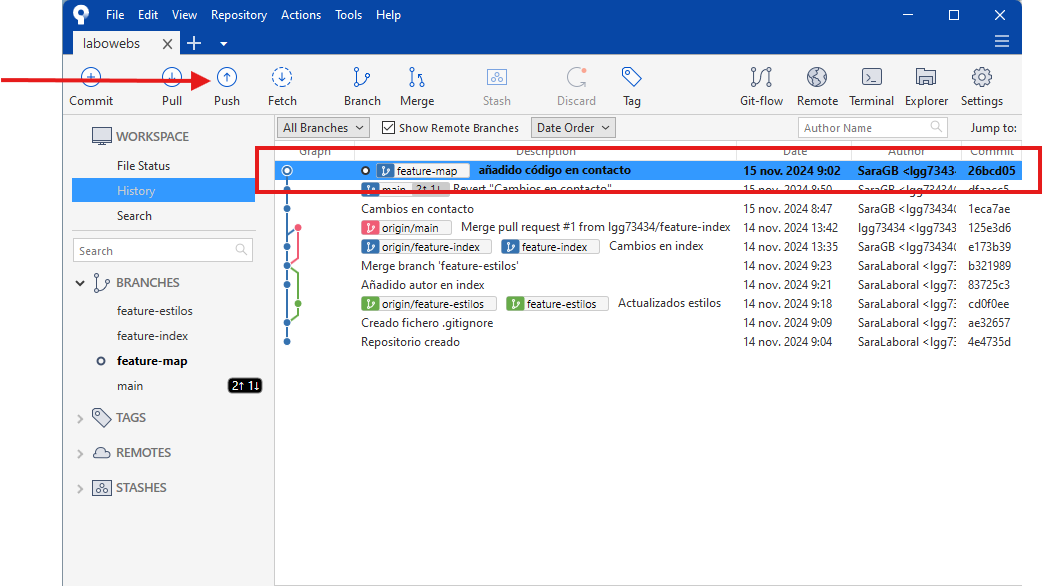 File Edit View Repository Actions Tools Help
labowebs
Commit Pull Push Fetch Branch Merge Stash Discard Tag Git-flow Remote Terminal Explorer Settings
WORKSPACE
File Status
History
Search
Search
BRANCHES
feature-estilos
feature-index
feature-map
main 2↑ 1↓
TAGS
REMOTES
STASHES
All Branches Show Remote Branches Date Order Author Name Jump to:
Graph Description Date Author Commit
feature-map añadido código en contacto 15 nov. 2024 9:02 SaraGB <lgg7343 26bcd05
main 2↑ 1↓ Revert "Cambios en contacto" 15 nov. 2024 8:50 SaraGB <lgg73434( dfaacc5
Cambios en contacto 15 nov. 2024 8:47 SaraGB <lgg73434( 1eca7ae
origin/main Merge pull request #1 from lgg73434/feature-index 14 nov. 2024 13:42 lgg73434 <lgg7343 125e3d6
origin/feature-index feature-index Cambios en index 14 nov. 2024 13:35 SaraGB <lgg73434( e173b39
Merge branch 'feature-estilos' 14 nov. 2024 9:23 SaraLaboral <lgg73 b321989
Añadido autor en index 14 nov. 2024 9:21 SaraLaboral <lgg73 83725c3
origin/feature-estilos feature-estilos Actualizados estilos 14 nov. 2024 9:18 SaraLaboral <lgg73 cd0f0ee
Creado fichero .gitignore 14 nov. 2024 9:09 SaraLaboral <lgg73 ae32657
Repositorio creado 14 nov. 2024 9:04 SaraLaboral <lgg73 4e4735d